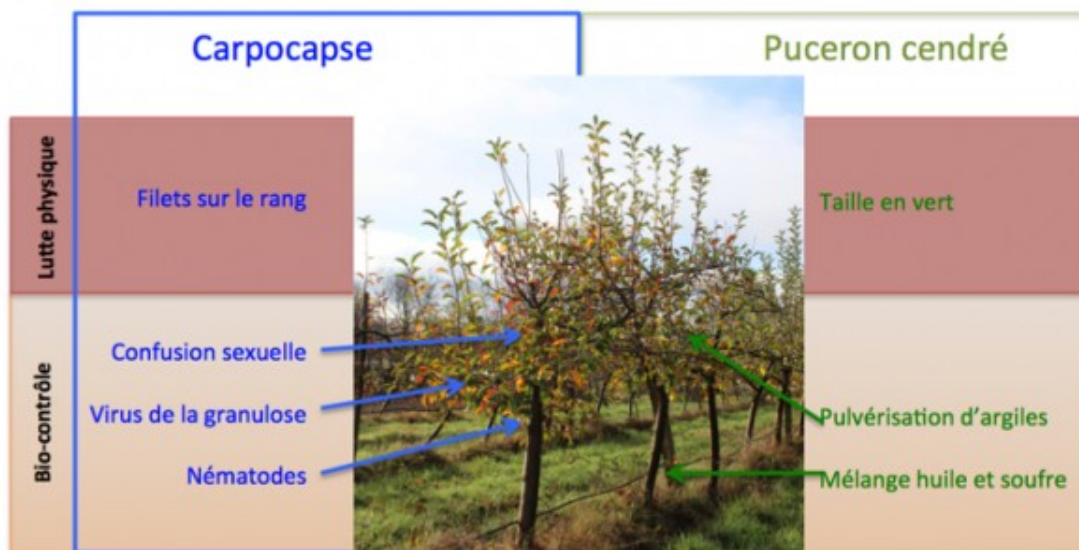 Carpocapse
Puceron cendré
Lutte physique
Filets sur le rang
Taille en vert
Bio-contrôle
Confusion sexuelle
Virus de la granulose
Pulvérisation d’argiles
Nématodes
Mélange huile et soufre